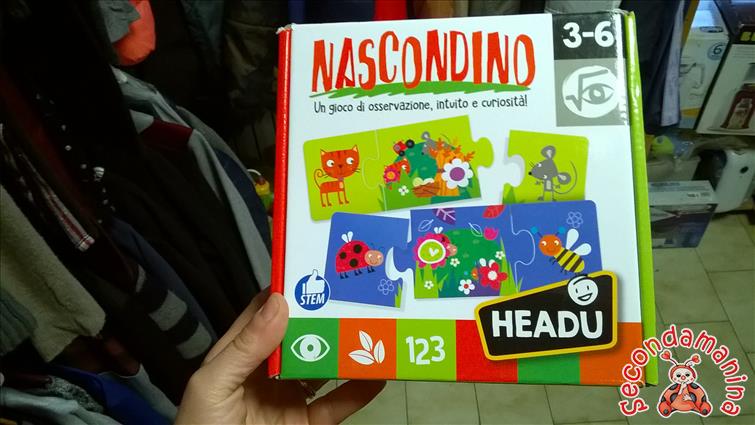 NASCONDINO
Un gioco di osservazione, intuito e curiosità!
3-6
STEM
123
HEADU
secondamanina